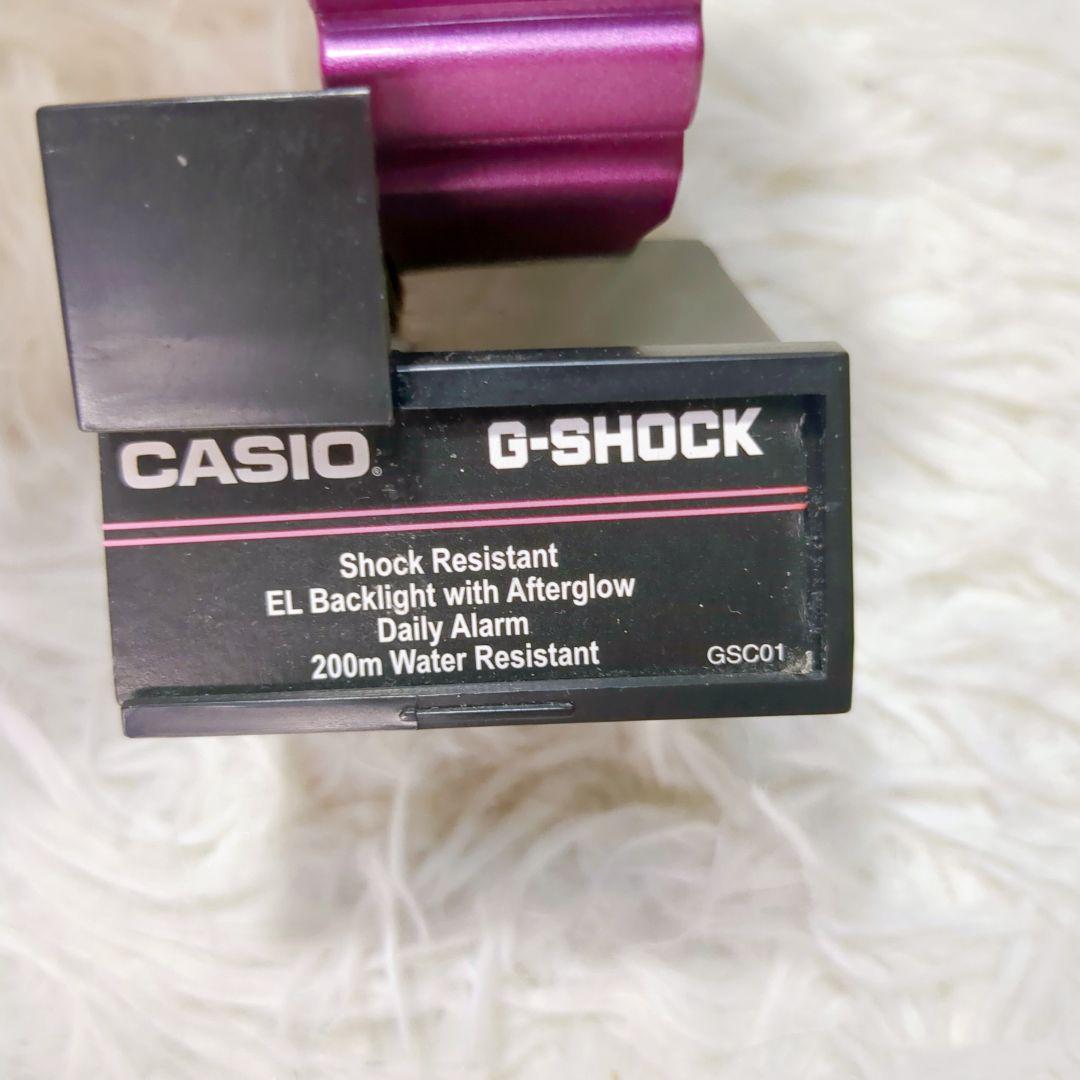 CASIO® G-SHOCK
Shock Resistant
EL Backlight with Afterglow
Daily Alarm
200m Water Resistant GSC01